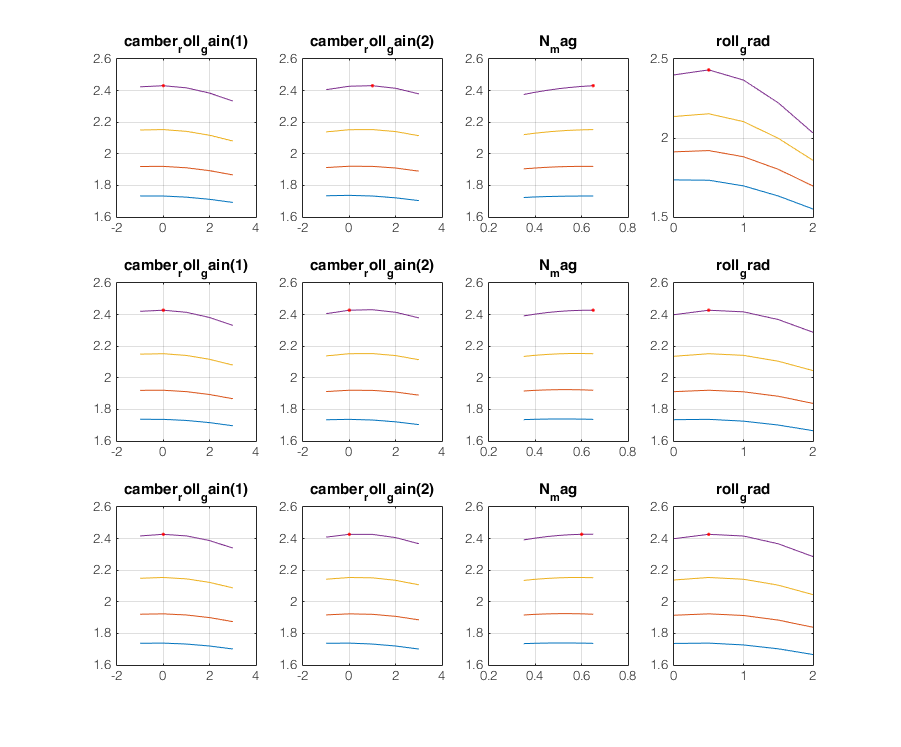 camber_roll_gain(1) camber_roll_gain(2) N_mag roll_grad
2.6 2.6 2.6 2.5
2.4 2.4 2.4
2.2 2.2 2.2
2 2 2 2
1.8 1.8 1.8
1.6 1.6 1.6 1.5
-2 0 2 4 -2 0 2 4 0.2 0.4 0.6 0.8 0 1 2
camber_roll_gain(1) camber_roll_gain(2) N_mag roll_grad
2.6 2.6 2.6 2.6
2.4 2.4 2.4 2.4
2.2 2.2 2.2 2.2
2 2 2 2
1.8 1.8 1.8 1.8
1.6 1.6 1.6 1.6
-2 0 2 4 -2 0 2 4 0.2 0.4 0.6 0.8 0 1 2
camber_roll_gain(1) camber_roll_gain(2) N_mag roll_grad
2.6 2.6 2.6 2.6
2.4 2.4 2.4 2.4
2.2 2.2 2.2 2.2
2 2 2 2
1.8 1.8 1.8 1.8
1.6 1.6 1.6 1.6
-2 0 2 4 -2 0 2 4 0.2 0.4 0.6 0.8 0 1 2